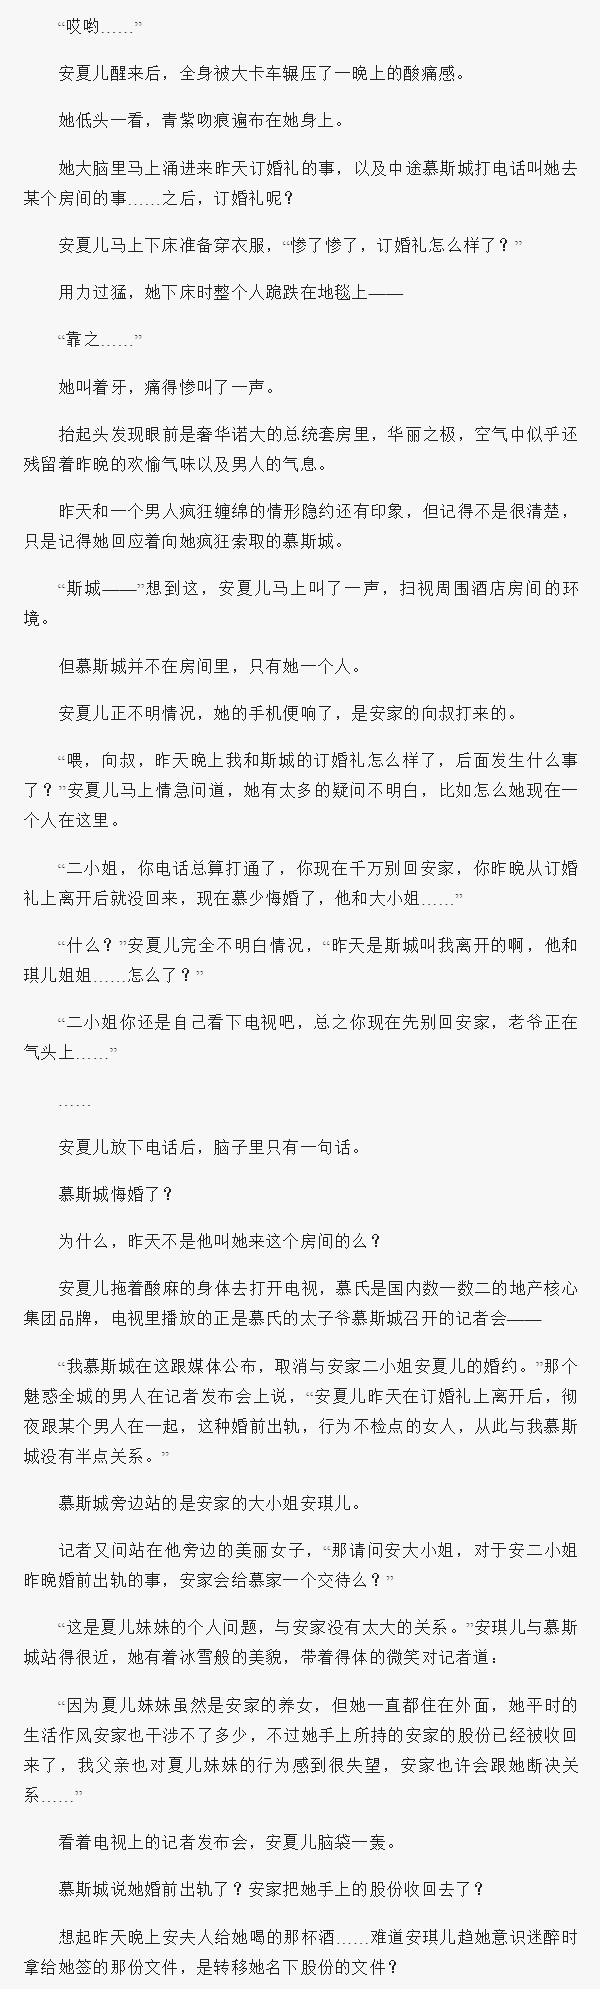 “哎哟……”
安夏儿醒来后，全身被大卡车辗压了一晚上的酸痛感。
她低头一看，青紫吻痕遍布在她身上。
她大脑里马上涌进来昨天订婚礼的事，以及中途慕斯城打电话叫她去
某个房间的事……之后，订婚礼呢？
安夏儿马上下床准备穿衣服，“惨了惨了，订婚礼怎么样了？”
用力过猛，她下床时整个人跪跌在地毯上——
“靠之……”
她叫着牙，痛得惨叫了一声。
抬起头发现眼前是奢华诺大的总统套房里，华丽之极，空气中似乎还
残留着昨晚的欢愉气味以及男人的气息。
昨天和一个男人疯狂缠绵的情形隐约还有印象，但记得不是很清楚，
只是记得她回应着向她疯狂索取的慕斯城。
“斯城——”想到这，安夏儿马上叫了一声，扫视周围酒店房间的环
境。
但慕斯城并不在房间里，只有她一个人。
安夏儿正不明情况，她的手机便响了，是安家的向叔打来的。
“喂，向叔，昨天晚上我和斯城的订婚礼怎么样了，后面发生什么事
了？”安夏儿马上情急问道，她有太多的疑问不明白，比如怎么她现在一
个人在这里。
“二小姐，你电话总算打通了，你现在千万别回安家，你昨晚从订婚
礼上离开后就没回来，现在慕少悔婚了，他和大小姐……”
“什么？”安夏儿完全不明白情况，“昨天是斯城叫我离开的啊，他和
琪儿姐姐……怎么了？”
“二小姐你还是自己看下电视吧，总之你现在先别回安家，老爷正在
气头上……”
……
安夏儿放下电话后，脑子里只有一句话。
慕斯城悔婚了？
为什么，昨天不是他叫她来这个房间的么？
安夏儿拖着酸麻的身体去打开电视，慕氏是国内数一数二的地产核心
集团品牌，电视里播放的正是慕氏的太子爷慕斯城召开的记者会——
“我慕斯城在这跟媒体公布，取消与安家二小姐安夏儿的婚约。”那个
魅惑全城的男人在记者发布会上说，“安夏儿昨天在订婚礼上离开后，彻
夜跟某个男人在一起，这种婚前出轨，行为不检点的女人，从此与我慕斯
城没有半点关系。”
慕斯城旁边站的是安家的大小姐安琪儿。
记者又问站在他旁边的美丽女子，“那请问安大小姐，对于安二小姐
昨晚婚前出轨的事，安家会给慕家一个交待么？”
“这是夏儿妹妹的个人问题，与安家没有太大的关系。”安琪儿与慕斯
城站得很近，她有着冰雪般的美貌，带着得体的微笑对记者道：
“因为夏儿妹妹虽然是安家的养女，但她一直都住在外面，她平时的
生活作风安家也干涉不了多少，不过她手上所持的安家的股份已经被收回
来了，我父亲也对夏儿妹妹的行为感到很失望，安家也许会跟她断决关
系……”
看着电视上的记者发布会，安夏儿脑袋一轰。
慕斯城说她婚前出轨了？安家把她手上的股份收回去了？
想起昨天晚上安夫人给她喝的那杯酒……难道安琪儿趋她意识迷醉时
拿给她签的那份文件，是转移她名下股份的文件？